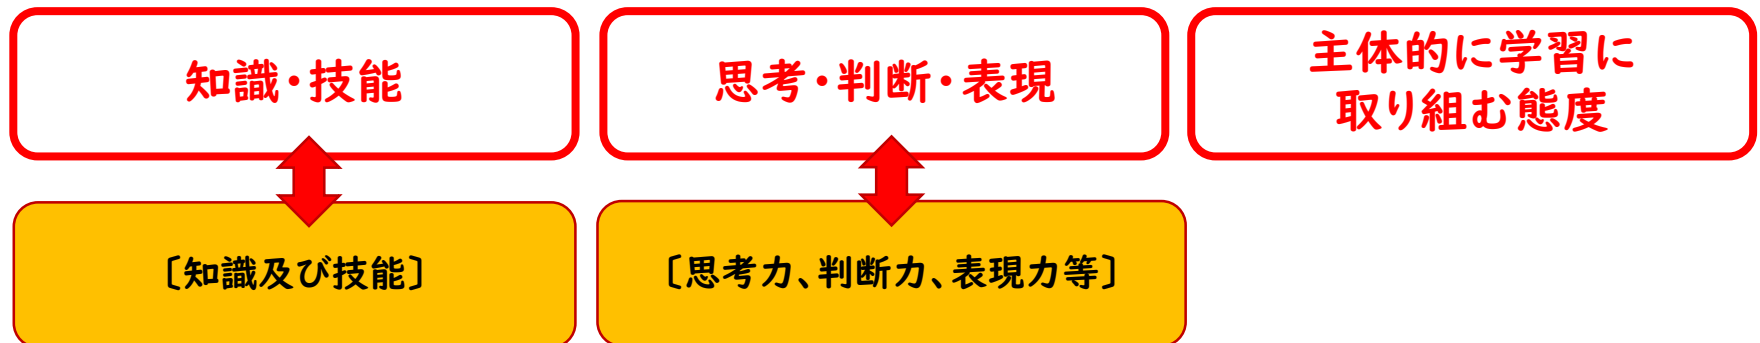 知識・技能
思考・判断・表現
主体的に学習に
取り組む態度
〔知識及び技能〕
〔思考力、判断力、表現力等〕